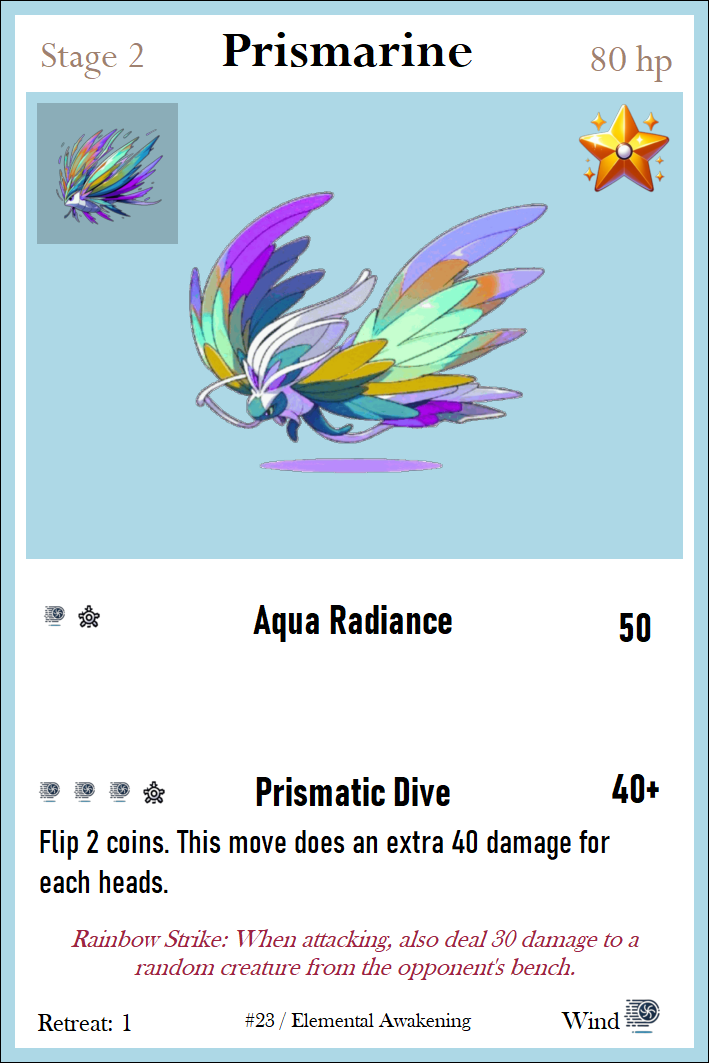 Stage 2
Prismarine
80 hp
Aqua Radiance
50
Prismatic Dive
40+
Flip 2 coins. This move does an extra 40 damage for
each heads.
Rainbow Strike: When attacking, also deal 30 damage to a
random creature from the opponent's bench.
Retreat: 1
#23 / Elemental Awakening
Wind